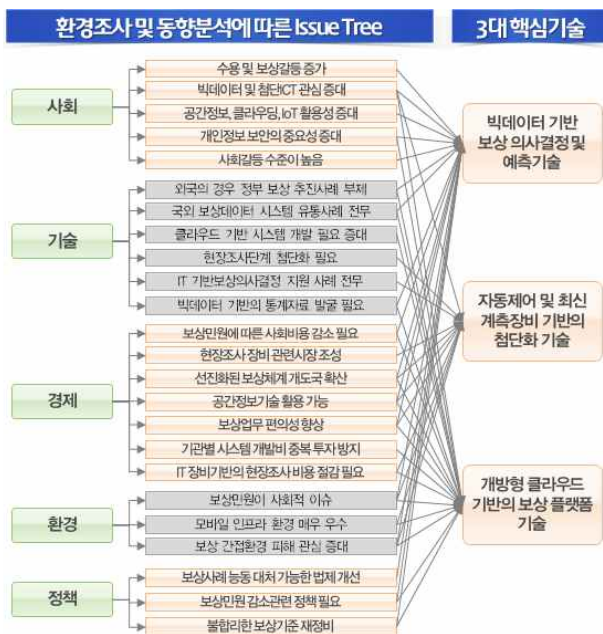 환경조사 및 동향분석에 따른 Issue Tree
3대 핵심기술
사회
수용 및 보상갈등 증가
빅데이터 및 첨단ICT 관심 증대
공간정보, 클라우딩, IoT 활용성 증대
개인정보 보안의 중요성 증대
사회갈등 수준이 높음
기술
외국의 경우 정부 보상 추진사례 부재
국외 보상데이터 시스템 유통사례 전무
클라우드 기반 시스템 개발 필요 증대
현장조사단계 첨단화 필요
IT 기반보상의사결정 지원 사례 전무
빅데이터 기반의 통계자료 발굴 필요
경제
보상민원에 따른 사회비용 감소 필요
현장조사 장비 관련시장 조성
선진화된 보상체계 개도국 확산
공간정보기술 활용 가능
보상업무 편의성 향상
기관별 시스템 개발비 중복 투자 방지
IT 장비기반의 현장조사 비용 절감 필요
환경
보상민원이 사회적 이슈
모바일 인프라 환경 매우 우수
보상 간접환경 피해 관심 증대
정책
보상사례 능동 대처 가능한 법제 개선
보상민원 감소관련 정책 필요
불합리한 보상기준 재정비
빅데이터 기반
보상 의사결정 및
예측기술
자동제어 및 최신
계측장비 기반의
첨단화 기술
개방형 클라우드
기반의 보상 플랫폼
기술